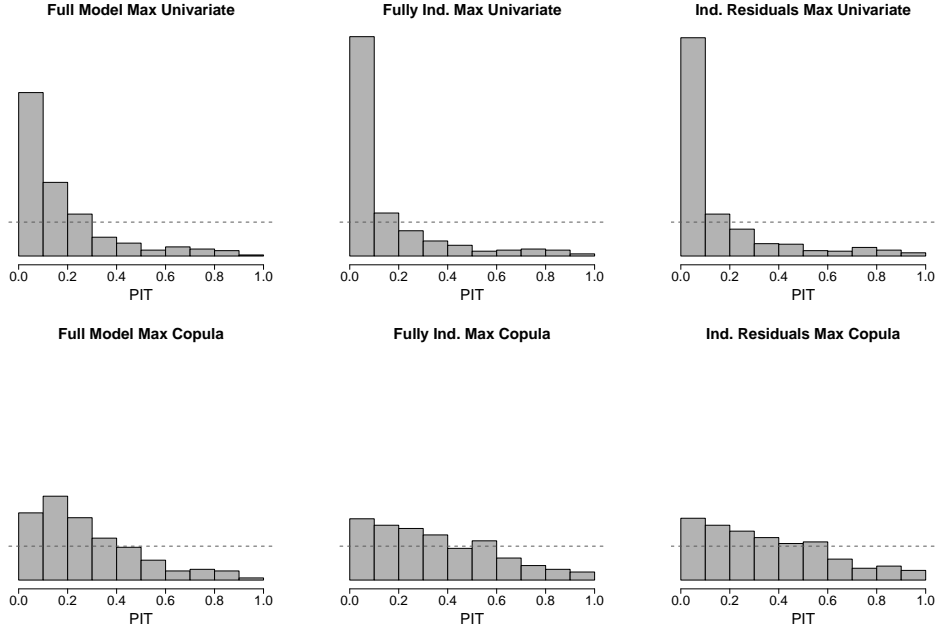 Full Model Max Univariate
Fully Ind. Max Univariate
Ind. Residuals Max Univariate
0.0 0.2 0.4 0.6 0.8 1.0
0.0 0.2 0.4 0.6 0.8 1.0
0.0 0.2 0.4 0.6 0.8 1.0
PIT
PIT
PIT
Full Model Max Copula
Fully Ind. Max Copula
Ind. Residuals Max Copula
0.0 0.2 0.4 0.6 0.8 1.0
0.0 0.2 0.4 0.6 0.8 1.0
0.0 0.2 0.4 0.6 0.8 1.0
PIT
PIT
PIT